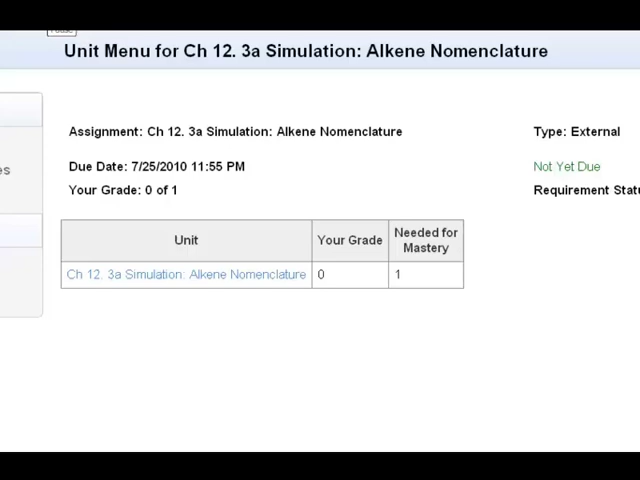 Unit Menu for Ch 12. 3a Simulation: Alkene Nomenclature
Assignment: Ch 12. 3a Simulation: Alkene Nomenclature
Type: External
Due Date: 7/25/2010 11:55 PM
Not Yet Due
Your Grade: 0 of 1
Requirement Statu
es
Unit
Your Grade
Needed for
Mastery
Ch 12. 3a Simulation: Alkene Nomenclature
0
1